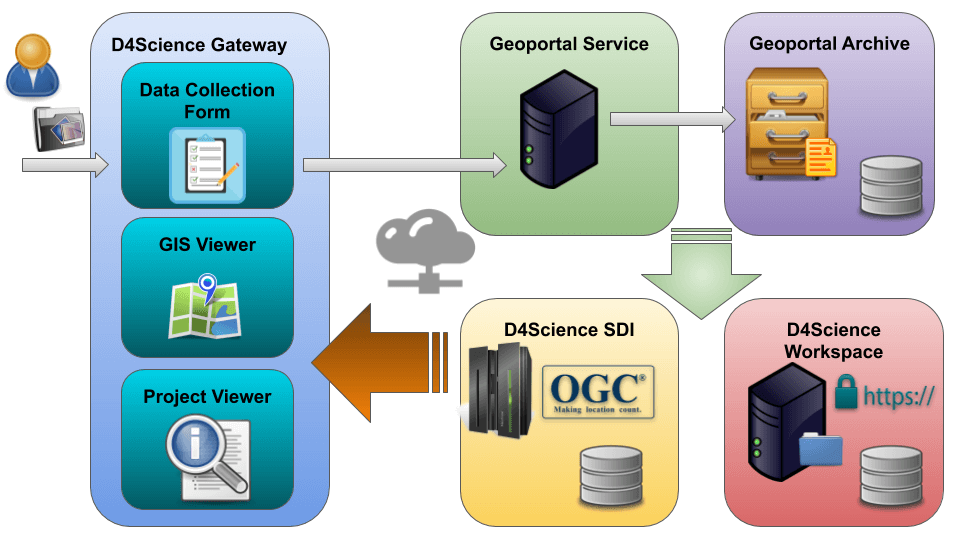 D4Science Gateway
Data Collection
Form
GIS Viewer
Project Viewer
Geoportal Service
Geoportal Archive
D4Science SDI
OGC®
Making location count.
D4Science
Workspace
https://